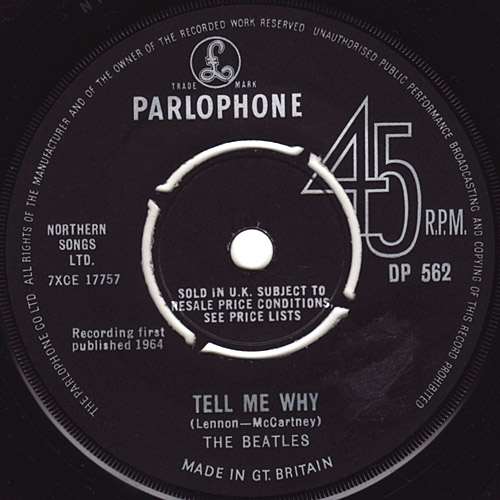 THE PARLOPHONE CO. LTD. ALL RIGHTS OF THE MANUFACTURER AND OF THE OWNER OF THE RECORDED WORK RESERVED UNAUTHORISED PUBLIC PERFORMANCE BROADCASTING AND COPYING OF THIS RECORD PROHIBITED
£
TRADE MARK
PARLOPHONE
45
R.P.M.
NORTHERN
SONGS
LTD.
7XCE 17757
DP 562
SOLD IN U.K. SUBJECT TO
RESALE PRICE CONDITIONS,
SEE PRICE LISTS
Recording first
published 1964
TELL ME WHY
(Lennon—McCartney)
THE BEATLES
MADE IN GT. BRITAIN